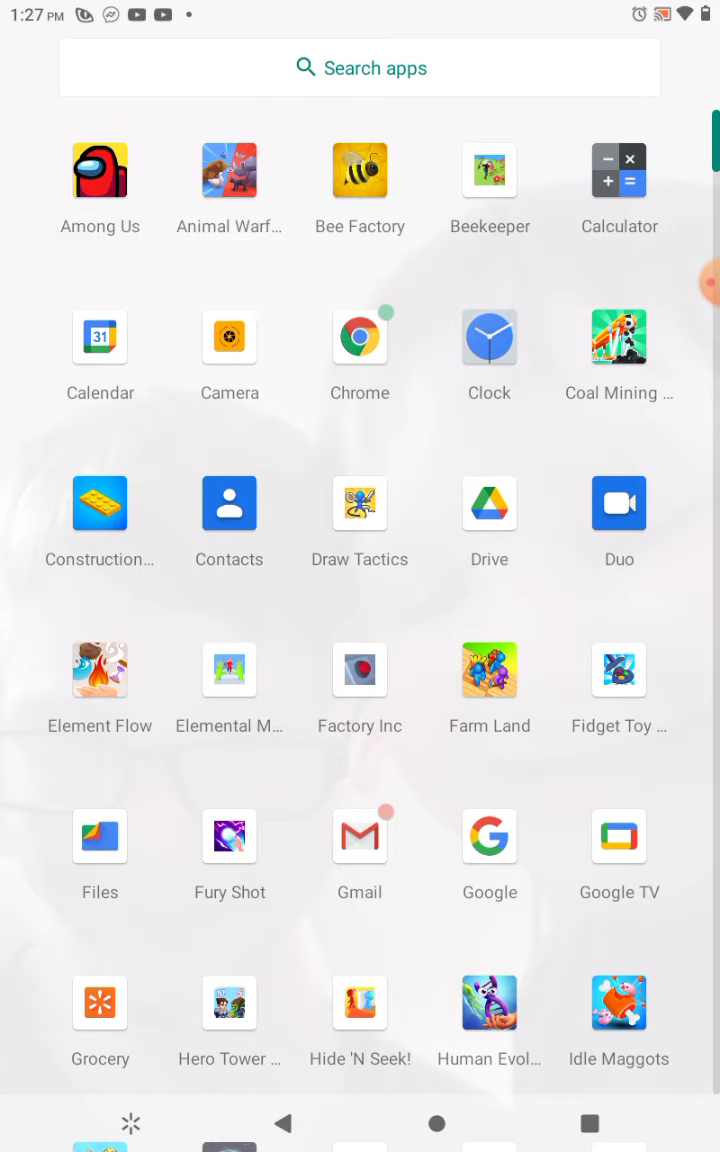 1:27 PM
Search apps
Among Us
Animal Warf...
Bee Factory
Beekeeper
Calculator
31
Calendar
Camera
Chrome
Clock
Coal Mining ...
Construction...
Contacts
Draw Tactics
Drive
Duo
Element Flow
Elemental M...
Factory Inc
Farm Land
Fidget Toy ...
Files
Fury Shot
Gmail
Google
Google TV
Grocery
Hero Tower ...
Hide 'N Seek!
Human Evol...
Idle Maggots